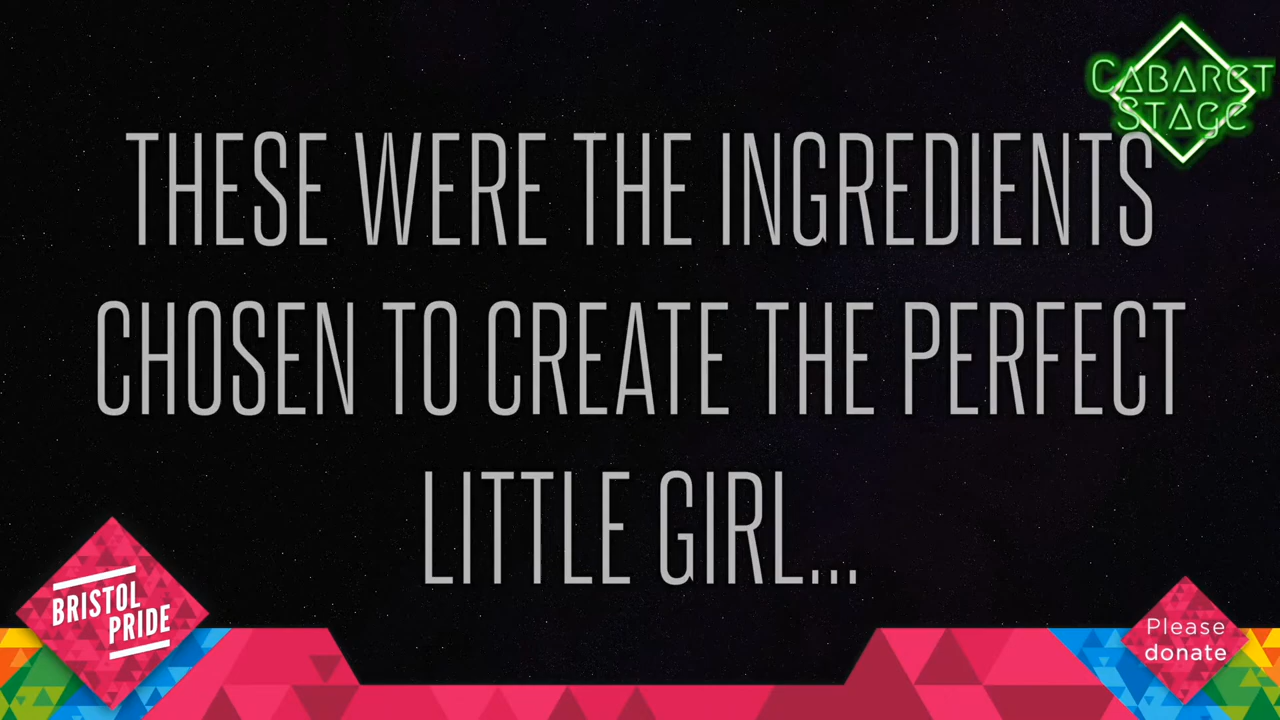 CABARET
STAGE
THESE WERE THE INGREDIENTS
CHOSEN TO CREATE THE PERFECT
LITTLE GIRL...
BRISTOL
PRIDE
Please
donate